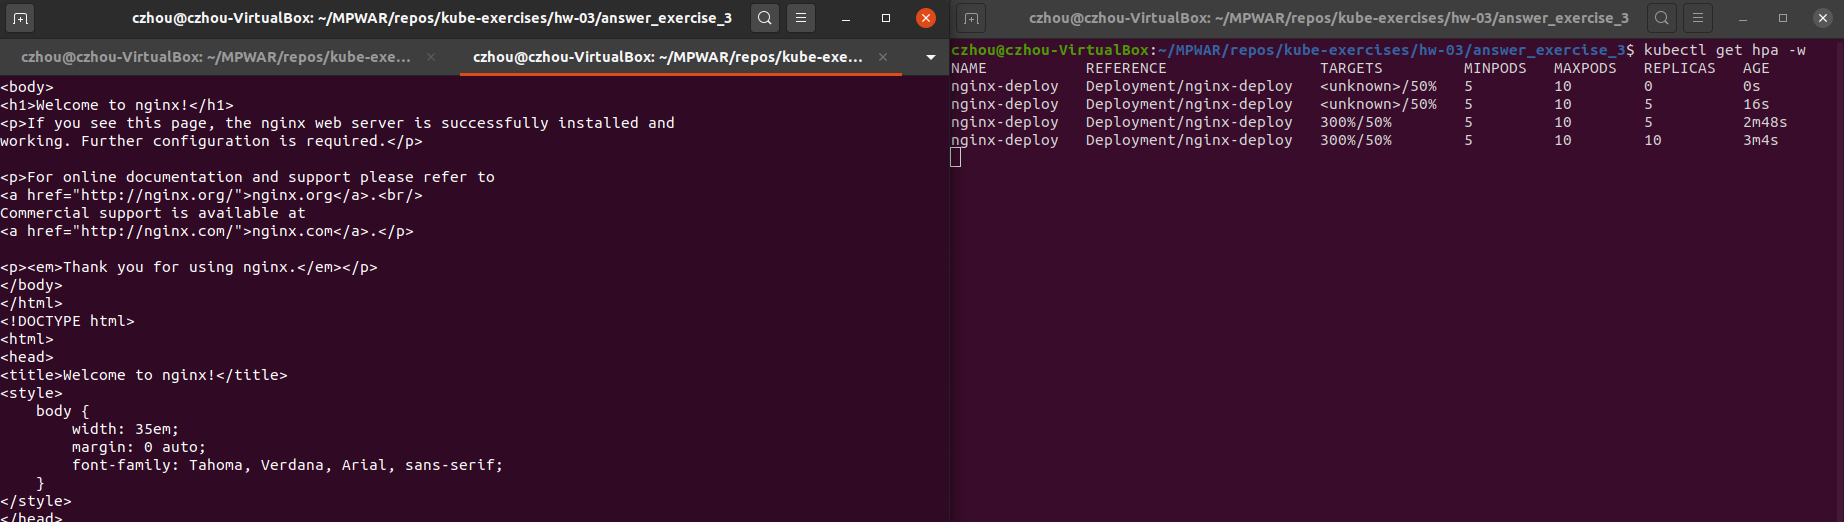 czhou@czhou-VirtualBox: ~/MPWAR/repos/kube-exercises/hw-03/answer_exercise_3
czhou@czhou-VirtualBox: ~/MPWAR/repos/kube-exe...
czhou@czhou-VirtualBox: ~/MPWAR/repos/kube-exe...
<body>
<h1>Welcome to nginx!</h1>
<p>If you see this page, the nginx web server is successfully installed and
working. Further configuration is required.</p>
<p>For online documentation and support please refer to
<a href="http://nginx.org/">nginx.org</a>.<br/>
Commercial support is available at
<a href="http://nginx.com/">nginx.com</a>.</p>
<p><em>Thank you for using nginx.</em></p>
</body>
</html>
<!DOCTYPE html>
<html>
<head>
<title>Welcome to nginx!</title>
<style>
    body {
        width: 35em;
        margin: 0 auto;
        font-family: Tahoma, Verdana, Arial, sans-serif;
    }
</style>
</head>
czhou@czhou-VirtualBox: ~/MPWAR/repos/kube-exercises/hw-03/answer_exercise_3
czhou@czhou-VirtualBox:~/MPWAR/repos/kube-exercises/hw-03/answer_exercise_3$ kubectl get hpa -w
NAME           REFERENCE                 TARGETS         MINPODS   MAXPODS   REPLICAS   AGE
nginx-deploy   Deployment/nginx-deploy   <unknown>/50%   5         10        0          0s
nginx-deploy   Deployment/nginx-deploy   <unknown>/50%   5         10        5          16s
nginx-deploy   Deployment/nginx-deploy   300%/50%        5         10        5          2m48s
nginx-deploy   Deployment/nginx-deploy   300%/50%        5         10        10         3m4s